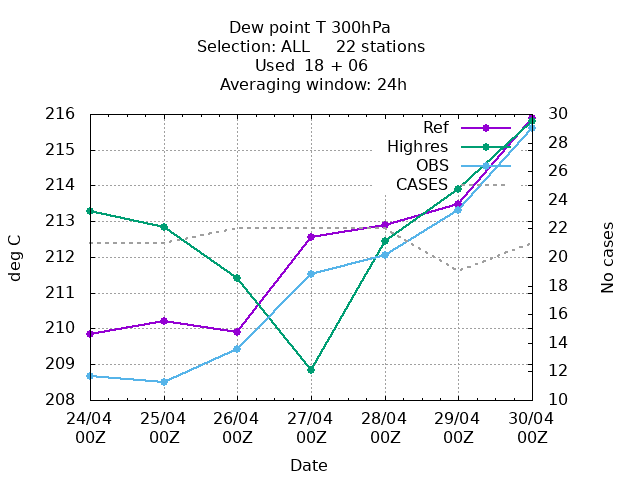 Dew point T 300hPa
Selection: ALL     22 stations
Used  18 + 06
Averaging window: 24h
216
215
214
213
212
211
210
209
208
deg C
30
28
26
24
22
20
18
16
14
12
10
No cases
Ref
Highres
OBS
CASES
24/04 25/04 26/04 27/04 28/04 29/04 30/04
00Z 00Z 00Z 00Z 00Z 00Z 00Z
Date